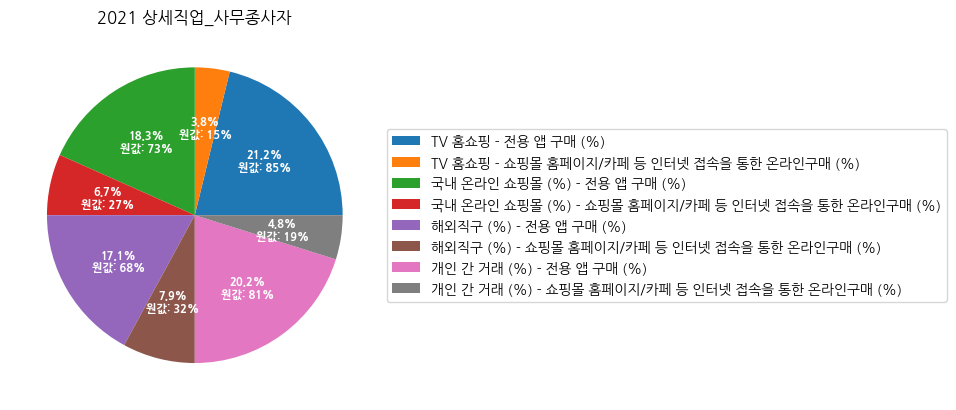 2021 상세직업_사무종사자
3.8%
원값: 15%
21.2%
원값: 85%
18.3%
원값: 73%
6.7%
원값: 27%
17.1%
원값: 68%
7.9%
원값: 32%
20.2%
원값: 81%
4.8%
원값: 19%
TV 홈쇼핑 - 전용 앱 구매 (%)
TV 홈쇼핑 - 쇼핑몰 홈페이지/카페 등 인터넷 접속을 통한 온라인구매 (%)
국내 온라인 쇼핑몰 (%) - 전용 앱 구매 (%)
국내 온라인 쇼핑몰 (%) - 쇼핑몰 홈페이지/카페 등 인터넷 접속을 통한 온라인구매 (%)
해외직구 (%) - 전용 앱 구매 (%)
해외직구 (%) - 쇼핑몰 홈페이지/카페 등 인터넷 접속을 통한 온라인구매 (%)
개인 간 거래 (%) - 전용 앱 구매 (%)
개인 간 거래 (%) - 쇼핑몰 홈페이지/카페 등 인터넷 접속을 통한 온라인구매 (%)